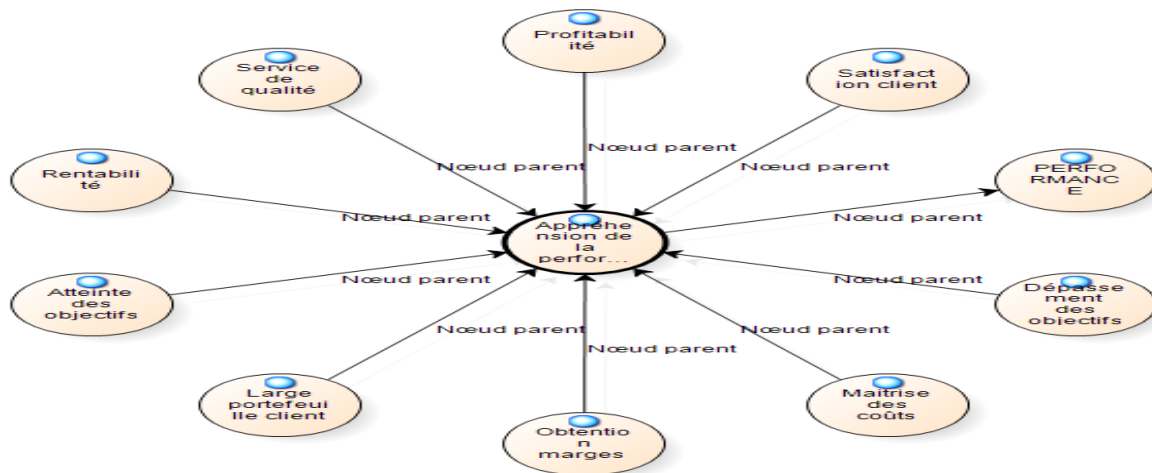 Profitabil
ité
Service
de
qualité
Satisfact
ion client
Nœud parent
Nœud parent
Nœud parent
Rentabili
té
PERFO
RMANC
E
Nœud parent
Nœud parent
Appréhe
nsion de
la
perfor...
Nœud parent
Nœud parent
Atteinte
des
objectifs
Dépasse
ment des
objectifs
Nœud parent
Nœud parent
Nœud parent
Large
portefeui
lle client
Maitrise
des
coûts
Obtentio
n
marges